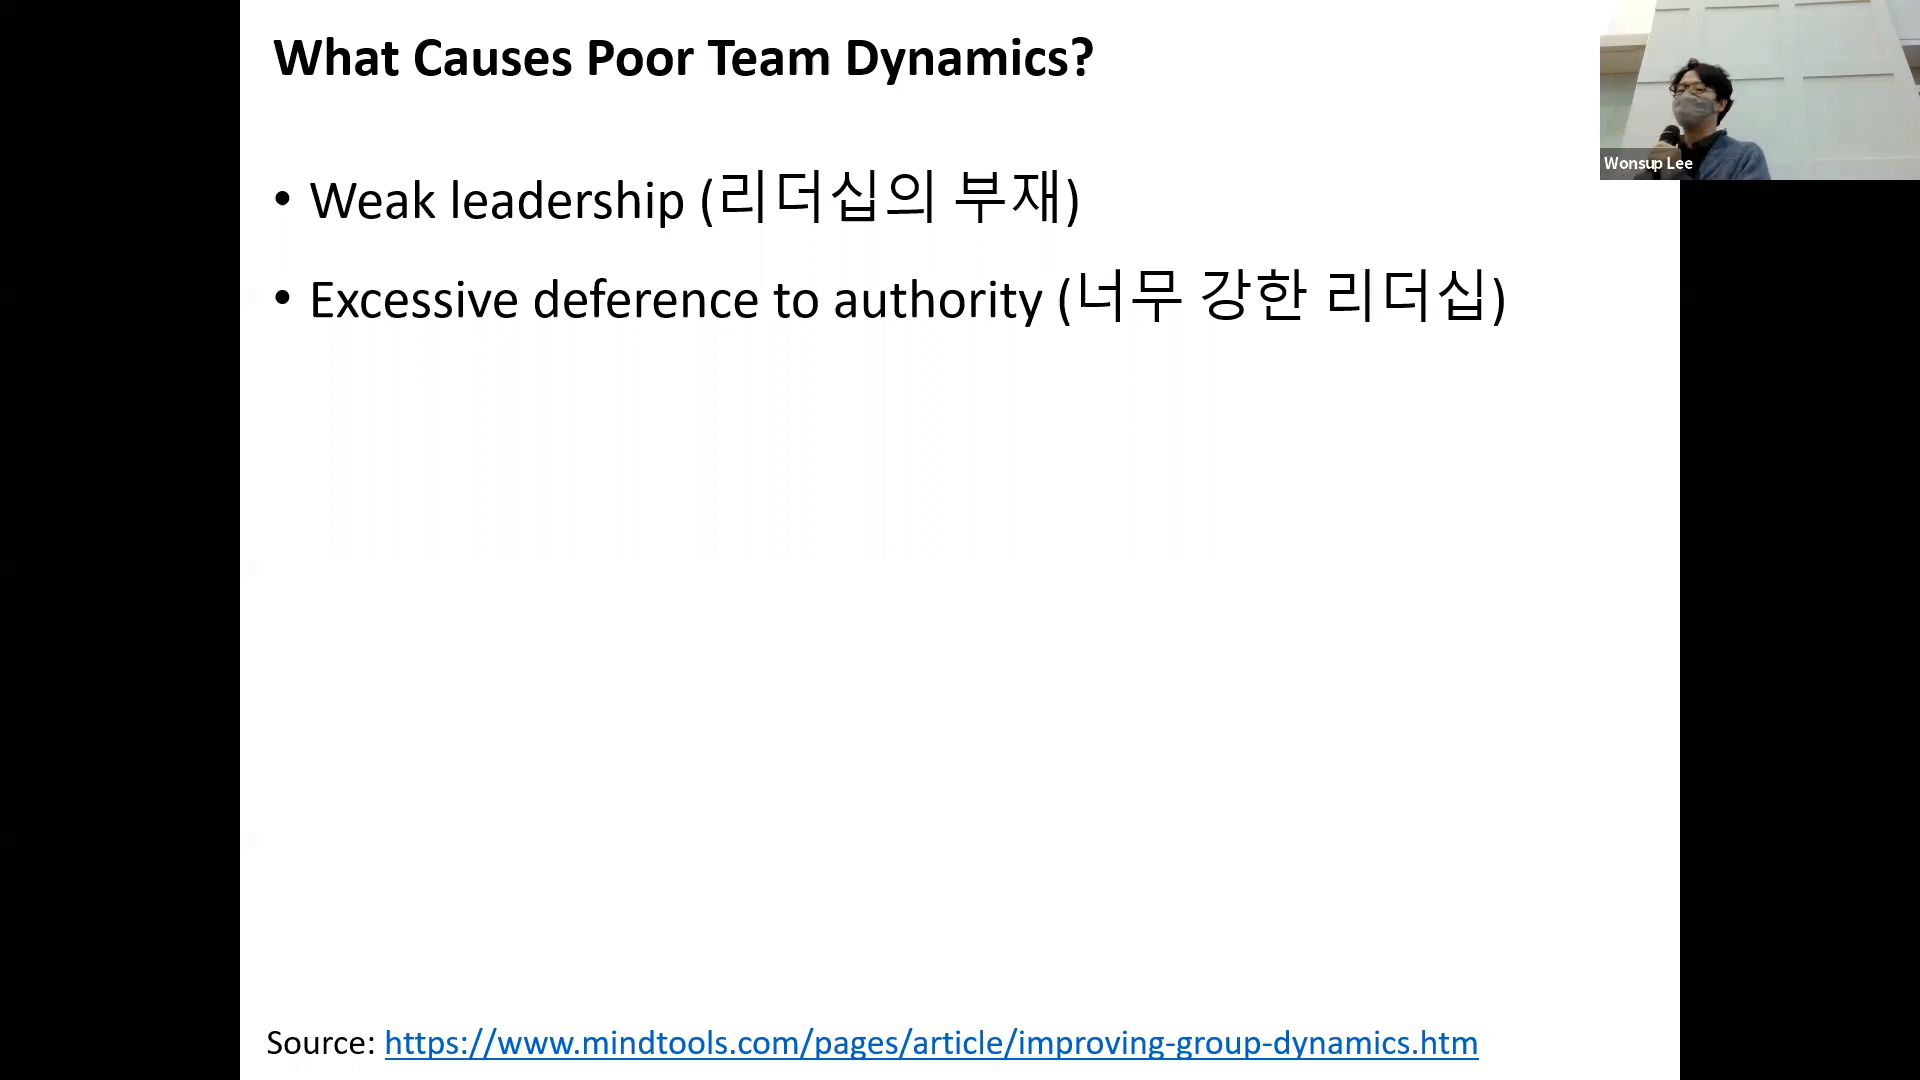 What Causes Poor Team Dynamics?
• Weak leadership (리더십의 부재)
• Excessive deference to authority (너무 강한 리더십)
Wonsup Lee
Source: https://www.mindtools.com/pages/article/improving-group-dynamics.htm